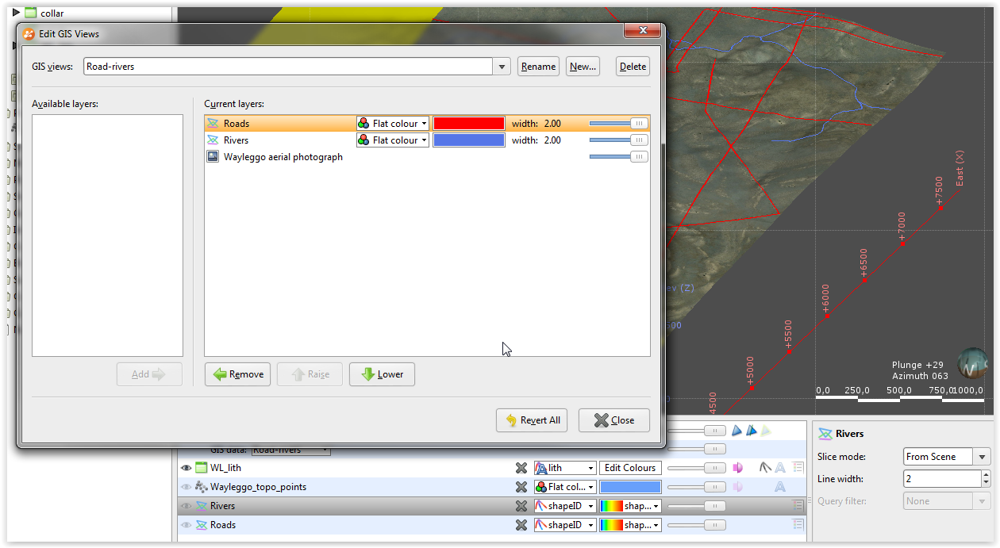 collar
Edit GIS Views
GIS views: Road-rivers Rename New... Delete
Available layers: Current layers:
Roads Flat colour width: 2.00
Rivers Flat colour width: 2.00
Wayleggo aerial photograph
Add Remove Raise Lower
Revert All Close
ev (Z)
500
East (X)
+7500
+7000
+6500
+6000
+5500
+5000
4500
Plunge +29
Azimuth 063
0,0 250,0 500,0 750,0 1000,0
GIS data: Road-rivers
WL_lith lith Edit Colours
Wayleggo_topo_points Flat col...
Rivers shapeID shap...
Roads shapeID shap...
Rivers
Slice mode: From Scene
Line width: 2
Query filter: None